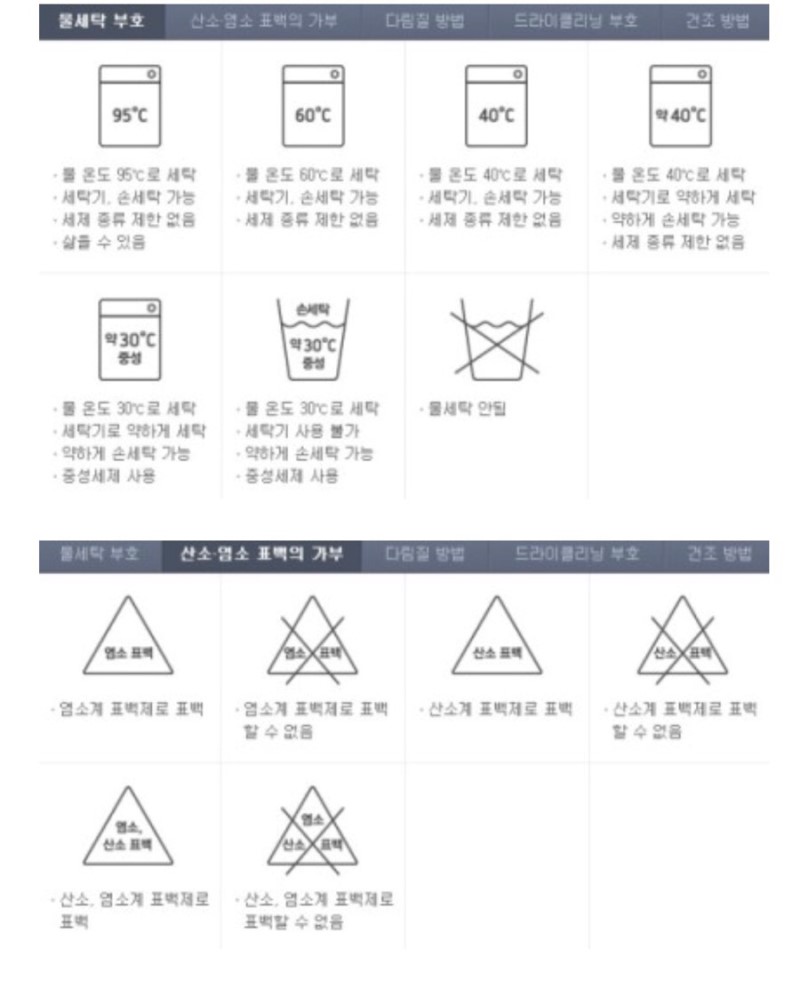 물세탁 부호 산소·염소 표백의 가부 다림질 방법 드라이클리닝 부호 건조 방법
95℃ 60℃ 40℃ 약 40℃
· 물 온도 95℃로 세탁
· 세탁기, 손세탁 가능
· 세제 종류 제한 없음
· 삶을 수 있음
· 물 온도 60℃로 세탁
· 세탁기, 손세탁 가능
· 세제 종류 제한 없음
· 물 온도 40℃로 세탁
· 세탁기, 손세탁 가능
· 세제 종류 제한 없음
· 물 온도 40℃로 세탁
· 세탁기로 약하게 세탁
· 약하게 손세탁 가능
· 세제 종류 제한 없음
약 30℃
중성
손세탁
약 30℃
중성
· 물 온도 30℃로 세탁
· 세탁기로 약하게 세탁
· 약하게 손세탁 가능
· 중성세제 사용
· 물 온도 30℃로 세탁
· 세탁기 사용 불가
· 약하게 손세탁 가능
· 중성세제 사용
· 물세탁 안됨
물세탁 부호 산소·염소 표백의 가부 다림질 방법 드라이클리닝 부호 건조 방법
염소 표백 염소 표백 산소 표백 산소 표백
· 염소계 표백제로 표백
· 염소계 표백제로 표백
할 수 없음
· 산소계 표백제로 표백
· 산소계 표백제로 표백
할 수 없음
염소,
산소 표백
염소
산소 표백
· 산소, 염소계 표백제로
표백
· 산소, 염소계 표백제로
표백할 수 없음